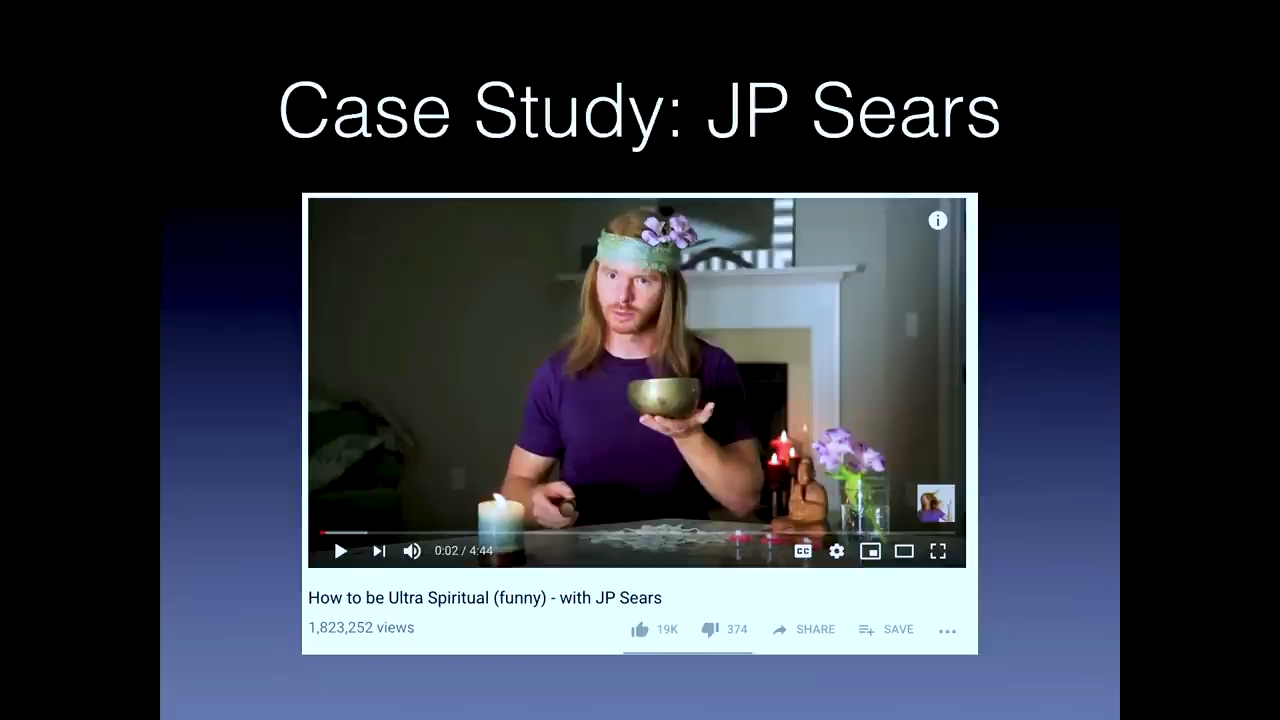 Case Study: JP Sears
i
0:02 / 4:44
CC
How to be Ultra Spiritual (funny) - with JP Sears
1,823,252 views
19K 374 SHARE SAVE